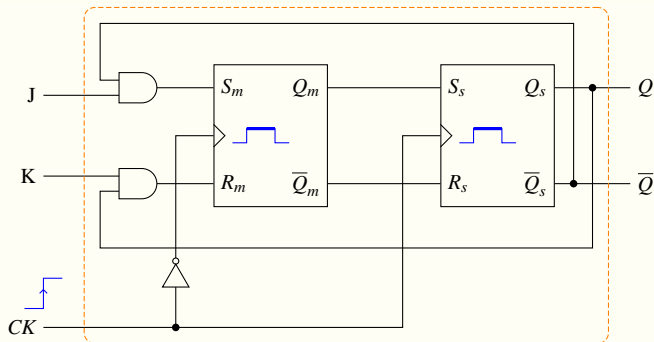 J
S_m Q_m S_s Q_s Q
K
R_m Q̅_m R_s Q̅_s Q̅
CK